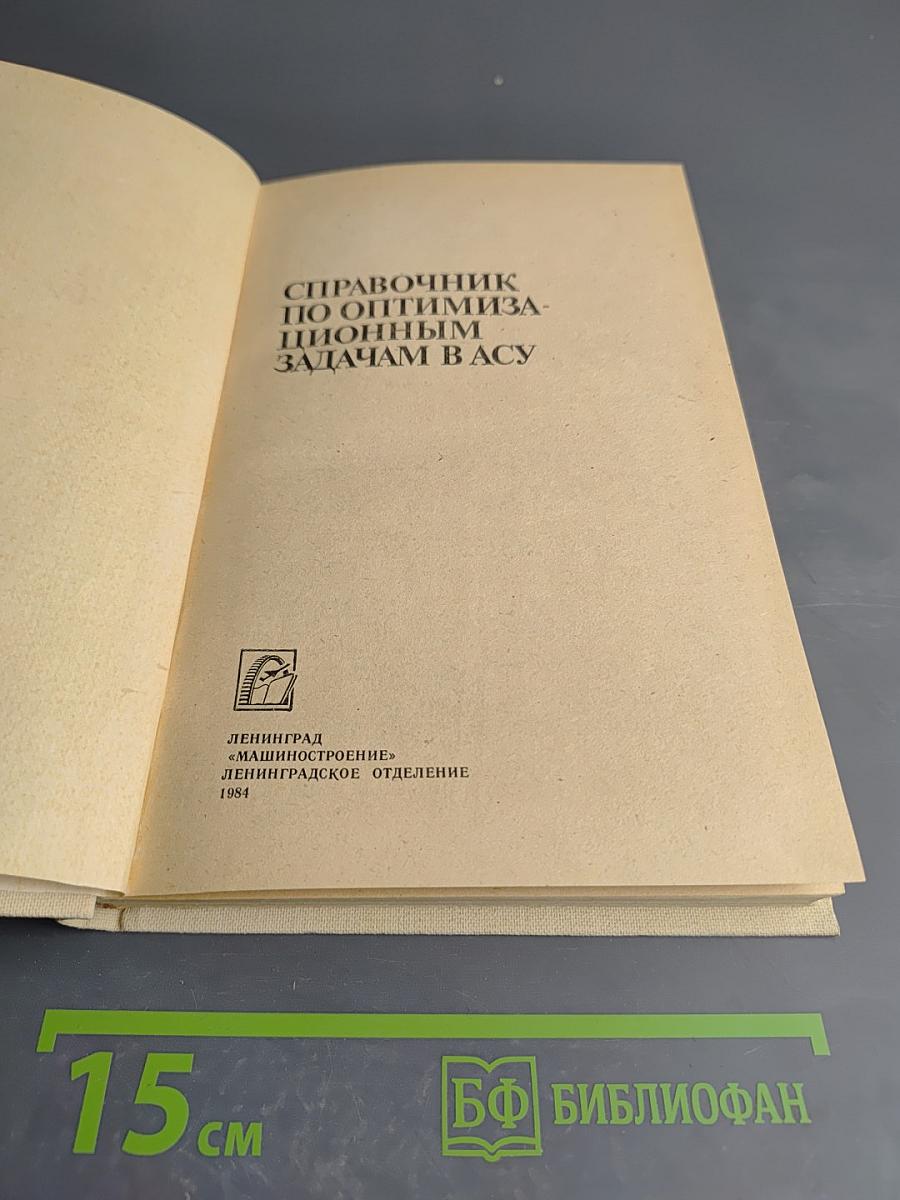 СПРАВОЧНИК
ПО ОПТИМИЗА-
ЦИОННЫМ
ЗАДАЧАМ В АСУ
ЛЕНИНГРАД
«МАШИНОСТРОЕНИЕ»
ЛЕНИНГРАДСКОЕ ОТДЕЛЕНИЕ
1984
15 СМ
БФ БИБЛИОФАН